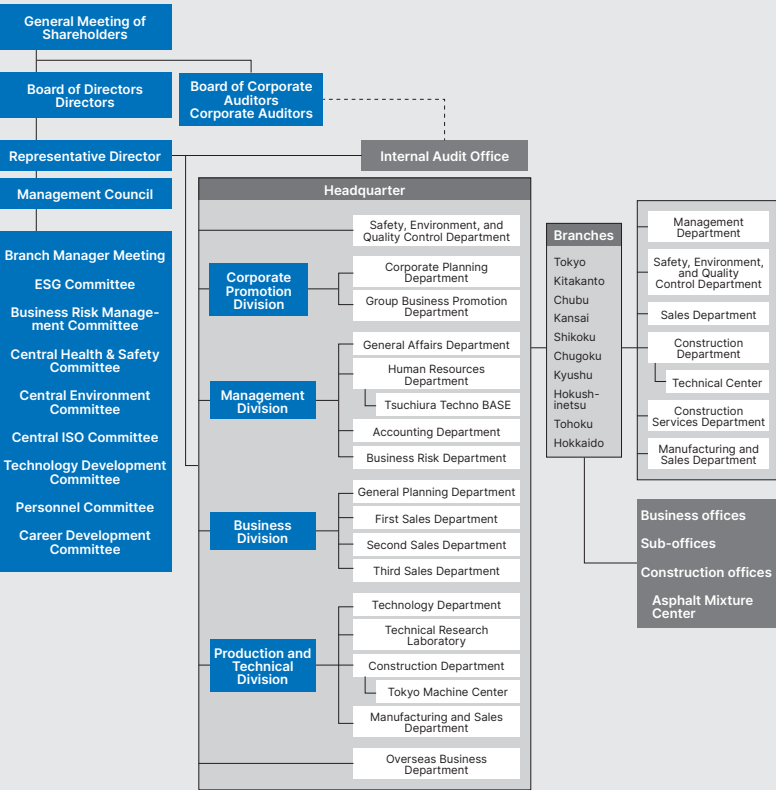 General Meeting of
Shareholders
Board of Directors
Directors
Board of Corporate
Auditors
Corporate Auditors
Representative Director
Internal Audit Office
Management Council
Branch Manager Meeting
ESG Committee
Business Risk Manage-
ment Committee
Central Health & Safety
Committee
Central Environment
Committee
Central ISO Committee
Technology Development
Committee
Personnel Committee
Career Development
Committee
Headquarter
Safety, Environment, and
Quality Control Department
Corporate
Promotion
Division
Corporate Planning
Department
Group Business Promotion
Department
Management
Division
General Affairs Department
Human Resources
Department
Tsuchiura Techno BASE
Accounting Department
Business Risk Department
Business
Division
General Planning Department
First Sales Department
Second Sales Department
Third Sales Department
Production and
Technical
Division
Technology Department
Technical Research
Laboratory
Construction Department
Tokyo Machine Center
Manufacturing and Sales
Department
Overseas Business
Department
Branches
Tokyo
Kitakanto
Chubu
Kansai
Shikoku
Chugoku
Kyushu
Hokush-
inetsu
Tohoku
Hokkaido
Management
Department
Safety, Environment,
and Quality
Control Department
Sales Department
Construction
Department
Technical Center
Construction
Services Department
Manufacturing and
Sales Department
Business offices
Sub-offices
Construction offices
Asphalt Mixture
Center